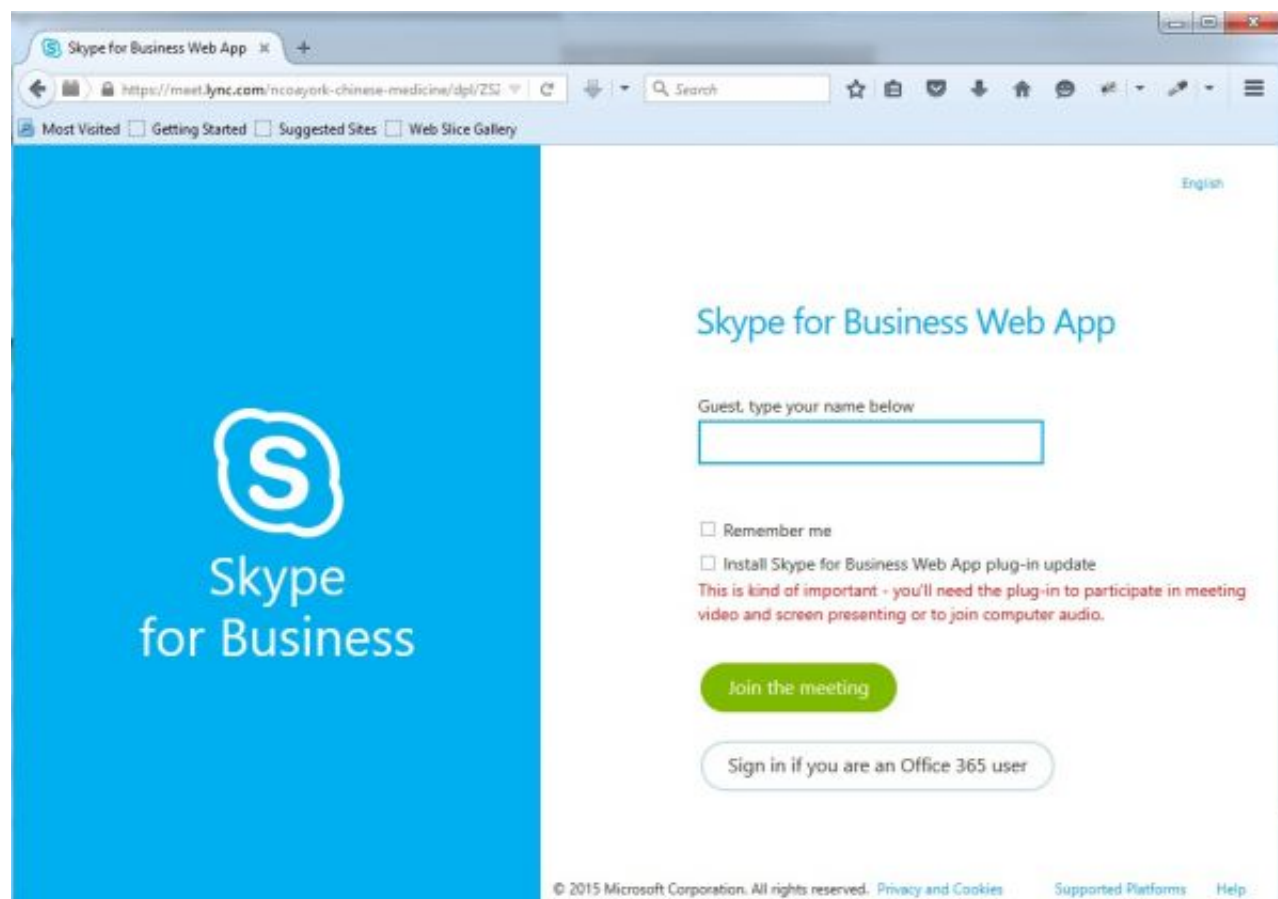 Skype for Business Web App
https://meet.lync.com/ncoayork-chinese-medicine/dpl/ZSZ
Search
Most Visited Getting Started Suggested Sites Web Slice Gallery
English
Skype for Business Web App
Guest, type your name below
Remember me
Install Skype for Business Web App plug-in update
This is kind of important - you'll need the plug-in to participate in meeting
video and screen presenting or to join computer audio.
Join the meeting
Sign in if you are an Office 365 user
S
Skype
for Business
© 2015 Microsoft Corporation. All rights reserved. Privacy and Cookies Supported Platforms Help